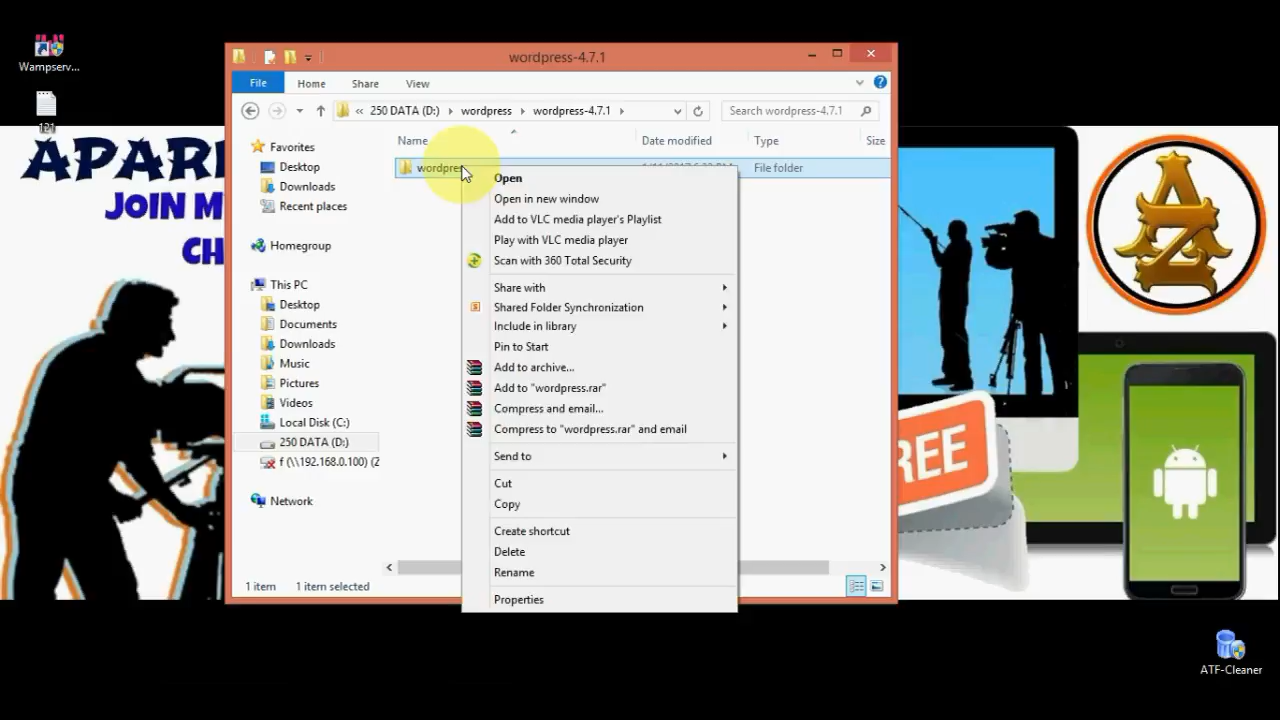 Wampserv...
121
APAR
JOIN M
CH
REE
ATF-Cleaner
wordpress-4.7.1
File
Home
Share
View
« 250 DATA (D:) wordpress wordpress-4.7.1
Search wordpress-4.7.1
Name
Date modified
Type
Size
wordpres
File folder
Favorites
Desktop
Downloads
Recent places
Homegroup
This PC
Desktop
Documents
Downloads
Music
Pictures
Videos
Local Disk (C:)
250 DATA (D:)
f (\\192.168.0.100) (2
Network
1 item 1 item selected
Open
Open in new window
Add to VLC media player's Playlist
Play with VLC media player
Scan with 360 Total Security
Share with
Shared Folder Synchronization
Include in library
Pin to Start
Add to archive...
Add to "wordpress.rar"
Compress and email...
Compress to "wordpress.rar" and email
Send to
Cut
Copy
Create shortcut
Delete
Rename
Properties